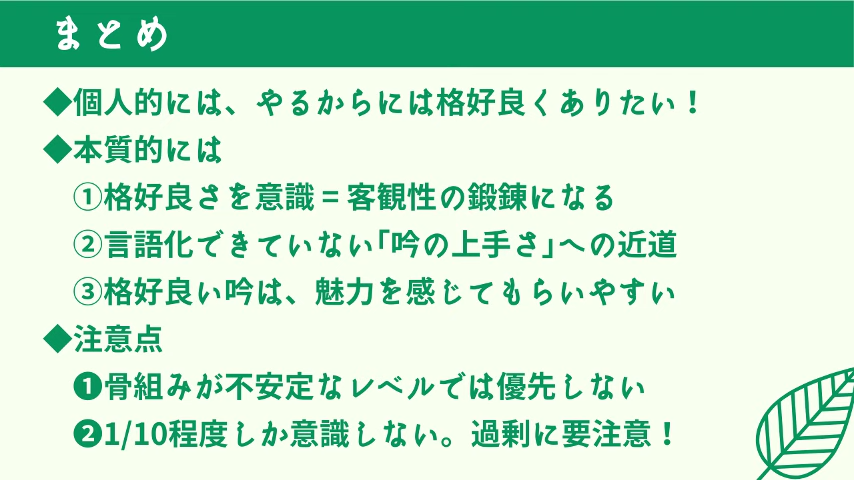 まとめ
◆個人的には、やるからには格好良くありたい！
◆本質的には
①格好良さを意識＝客観性の鍛錬になる
②言語化できていない｢吟の上手さ｣への近道
③格好良い吟は、魅力を感じてもらいやすい
◆注意点
❶骨組みが不安定なレベルでは優先しない
❷1/10程度しか意識しない。過剰に要注意！